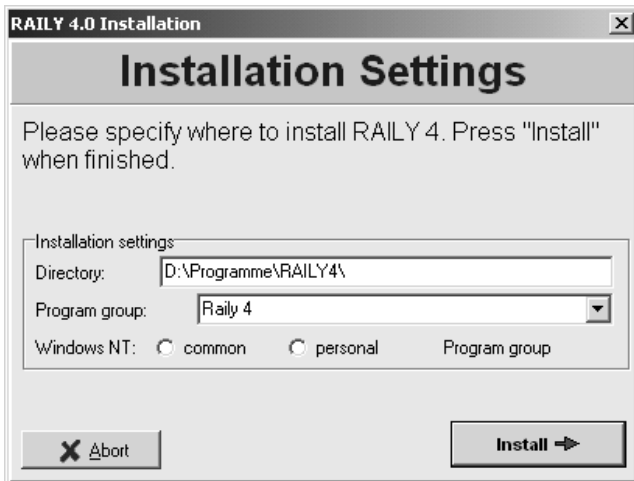 RAILY 4.0 Installation
Installation Settings
Please specify where to install RAILY 4. Press "Install"
when finished.
Installation settings
Directory: D:\Programme\RAILY4\
Program group: Raily 4
Windows NT: common personal Program group
Abort Install